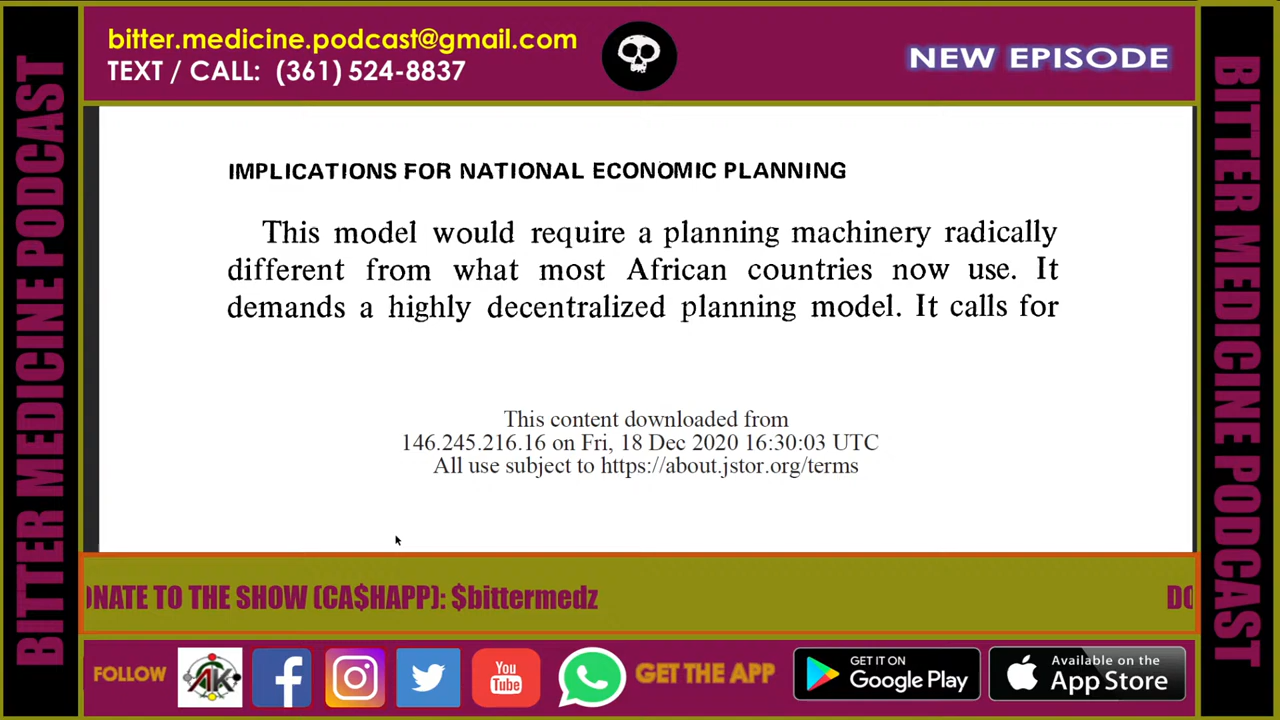 bitter.medicine.podcast@gmail.com
TEXT / CALL: (361) 524-8837
NEW EPISODE
BITTER MEDICINE PODCAST
BITTER MEDICINE PODCAST
IMPLICATIONS FOR NATIONAL ECONOMIC PLANNING
This model would require a planning machinery radically
different from what most African countries now use. It
demands a highly decentralized planning model. It calls for
This content downloaded from
146.245.216.16 on Fri, 18 Dec 2020 16:30:03 UTC
All use subject to https://about.jstor.org/terms
ONATE TO THE SHOW (CA$HAPP): $bittermedz
DO
FOLLOW
ATK
You
Tube
GET THE APP
GET IT ON
Google Play
Available on the
App Store